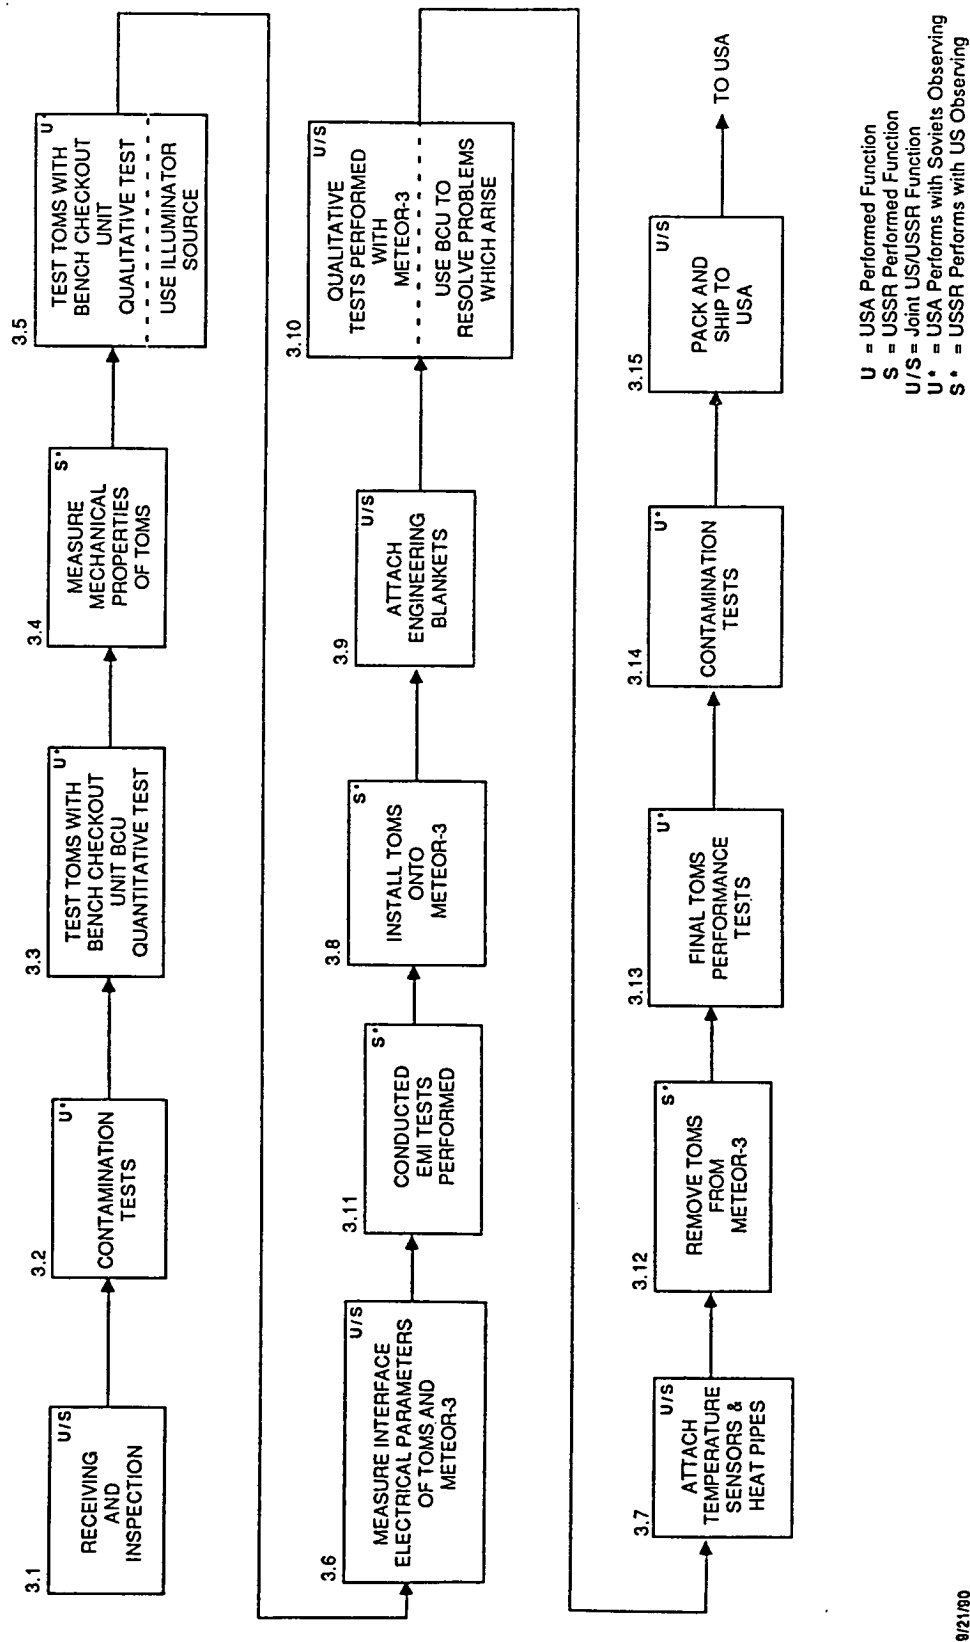 3.1
U/S
RECEIVING
AND
INSPECTION
3.2
U*
CONTAMINATION
TESTS
3.3
U*
TEST TOMS WITH
BENCH CHECKOUT
UNIT BCU
QUANTITATIVE TEST
3.4
S*
MEASURE
MECHANICAL
PROPERTIES
OF TOMS
3.5
U*
TEST TOMS WITH
BENCH CHECKOUT
UNIT
QUALITATIVE TEST
USE ILLUMINATOR
SOURCE
3.6
U/S
MEASURE INTERFACE
ELECTRICAL PARAMETERS
OF TOMS AND
METEOR-3
3.11
S*
CONDUCTED
EMI TESTS
PERFORMED
3.8
S*
INSTALL TOMS
ONTO
METEOR-3
3.9
U/S
ATTACH
ENGINEERING
BLANKETS
3.10
U/S
QUALITATIVE
TESTS PERFORMED
WITH
METEOR-3
USE BCU TO
RESOLVE PROBLEMS
WHICH ARISE
3.7
U/S
ATTACH
TEMPERATURE
SENSORS &
HEAT PIPES
3.12
S*
REMOVE TOMS
FROM
METEOR-3
3.13
U*
FINAL TOMS
PERFORMANCE
TESTS
3.14
U*
CONTAMINATION
TESTS
3.15
U/S
PACK AND
SHIP TO
USA
TO USA
U = USA Performed Function
S = USSR Performed Function
U/S = Joint US/USSR Function
U* = USA Performs with Soviets Observing
S* = USSR Performs with US Observing
9/21/90